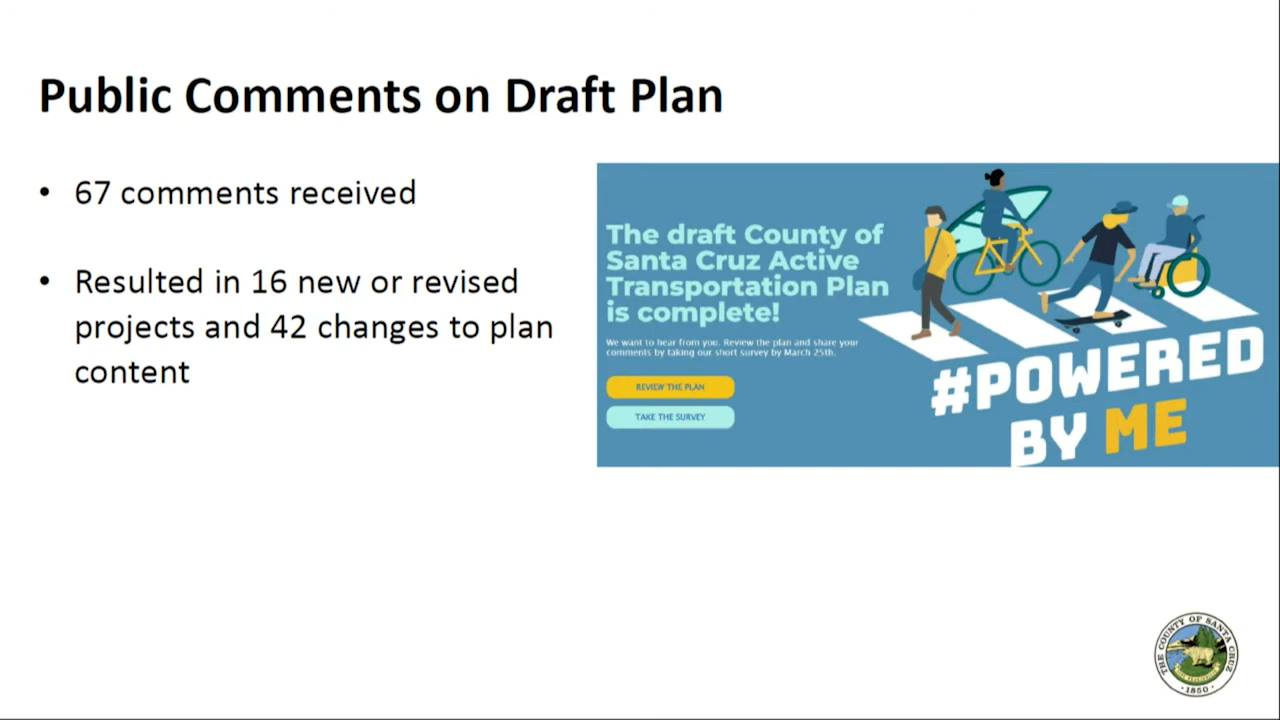 Public Comments on Draft Plan
• 67 comments received
• Resulted in 16 new or revised
projects and 42 changes to plan
content
The draft County of
Santa Cruz Active
Transportation Plan
is complete!
We want to hear from you. Review the plan and share your
comments by taking our short survey by March 25th.
REVIEW THE PLAN
TAKE THE SURVEY
#POWERED
BY ME
THE COUNTY OF SANTA CRUZ
· 1850 ·